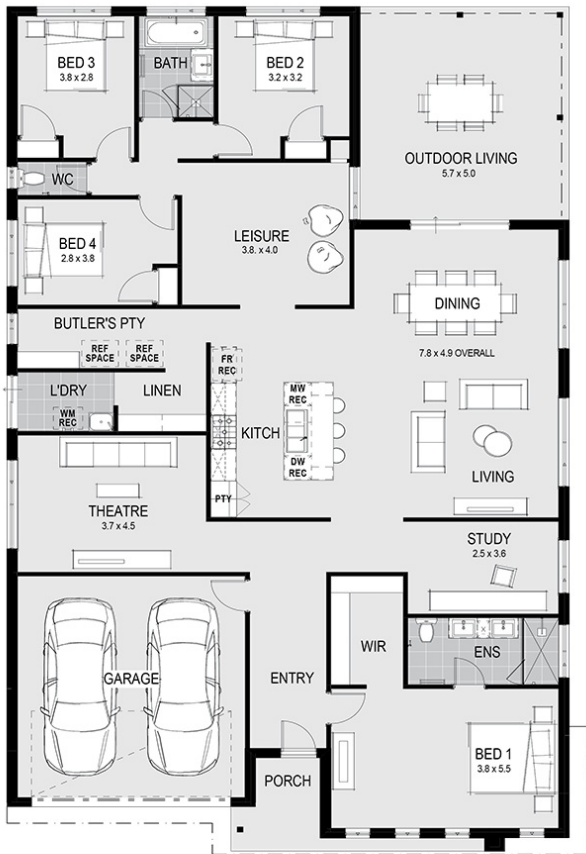 BED 3
3.8 x 2.8
BATH
BED 2
3.2 x 3.2
OUTDOOR LIVING
5.7 x 5.0
WC
BED 4
2.8 x 3.8
LEISURE
3.8. x 4.0
DINING
7.8 x 4.9 OVERALL
BUTLER'S PTY
REF
SPACE
REF
SPACE
FR
REC
L'DRY
WM
REC
LINEN
MW
REC
KITCH
DW
REC
PTY
LIVING
THEATRE
3.7 x 4.5
STUDY
2.5 x 3.6
GARAGE
ENTRY
WIR
ENS
PORCH
BED 1
3.8 x 5.5